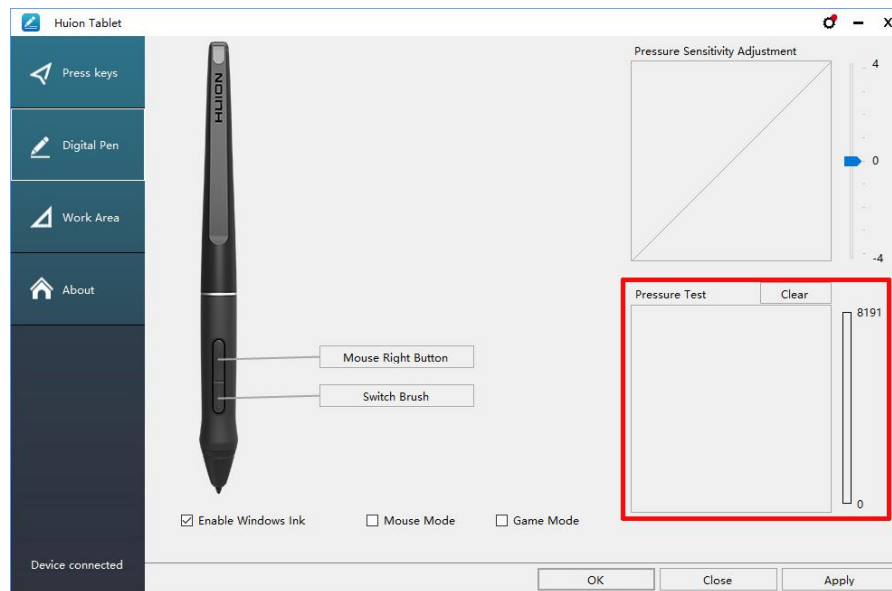 Huion Tablet
Press keys
Digital Pen
Work Area
About
Device connected
HUION
Mouse Right Button
Switch Brush
Enable Windows Ink
Mouse Mode
Game Mode
Pressure Sensitivity Adjustment
4
0
-4
Pressure Test
Clear
8191
0
OK
Close
Apply